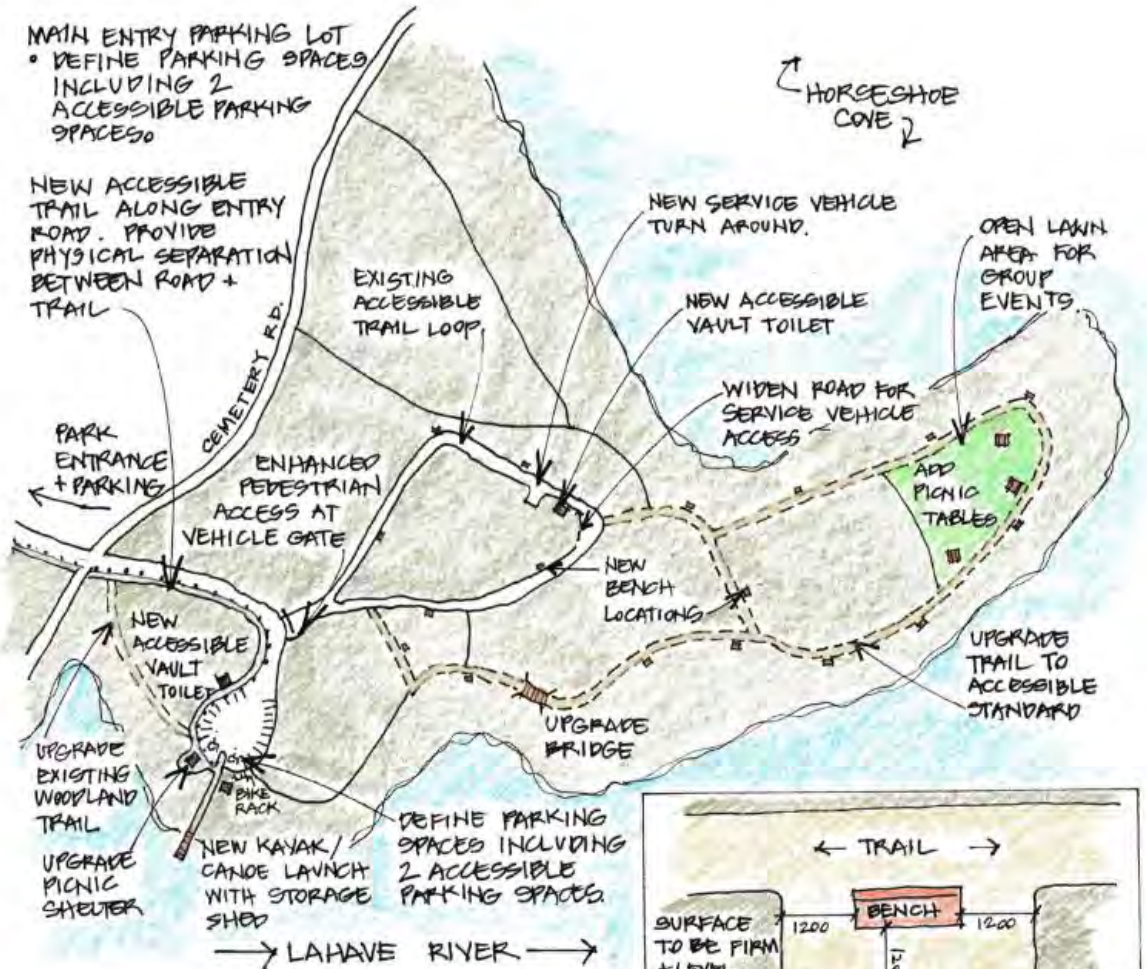 MAIN ENTRY PARKING LOT
• DEFINE PARKING SPACES
INCLUDING 2
ACCESSIBLE PARKING
SPACES.
HORSESHOE
COVE
NEW ACCESSIBLE
TRAIL ALONG ENTRY
ROAD. PROVIDE
PHYSICAL SEPARATION
BETWEEN ROAD +
TRAIL
NEW SERVICE VEHICLE
TURN AROUND.
OPEN LAWN
AREA FOR
GROUP
EVENTS.
EXISTING
ACCESSIBLE
TRAIL LOOP
NEW ACCESSIBLE
VAULT TOILET
CEMETERY RD.
WIDEN ROAD FOR
SERVICE VEHICLE
ACCESS
PARK
ENTRANCE
+ PARKING
ENHANCED
PEDESTRIAN
ACCESS AT
VEHICLE GATE
ADD
PICNIC
TABLES
NEW
BENCH
LOCATIONS
NEW
ACCESSIBLE
VAULT
TOILET
UPGRADE
TRAIL TO
ACCESSIBLE
STANDARD
UPGRADE
BRIDGE
UPGRADE
EXISTING
WOODLAND
TRAIL
BIKE
RACK
UPGRADE
PICNIC
SHELTER
NEW KAYAK/
CANOE LAUNCH
WITH STORAGE
SHED
DEFINE PARKING
SPACES INCLUDING
2 ACCESSIBLE
PARKING SPACES.
LAHAVE RIVER
← TRAIL →
BENCH
1200
1200
SURFACE
TO BE FIRM
+ LEVEL